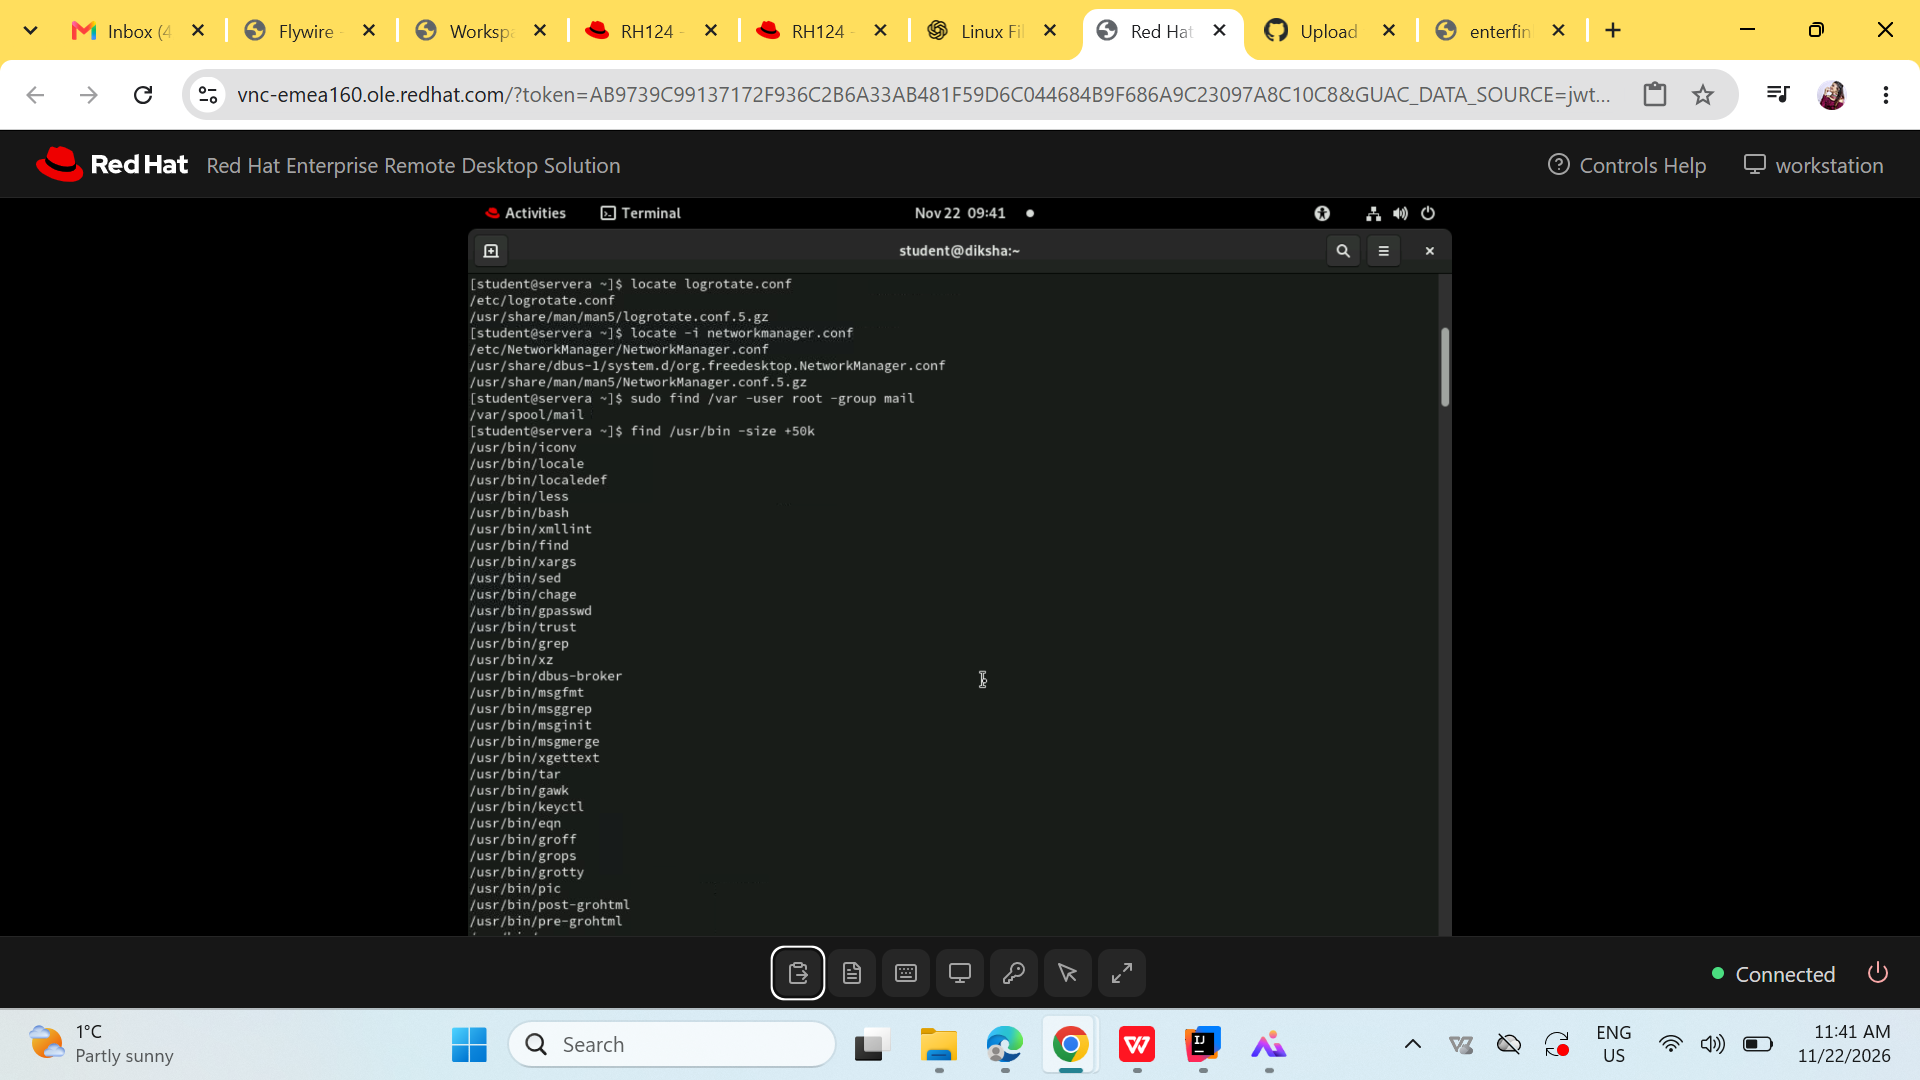 Inbox (4
Flywire -
Worksp
RH124 -
RH124 -
Linux Fil
Red Hat
Upload
enterfin
vnc-emea160.ole.redhat.com/?token=AB9739C99137172F936C2B6A33AB481F59D6C044684B9F686A9C23097A8C10C8&GUAC_DATA_SOURCE=jwt...
Red Hat
Red Hat Enterprise Remote Desktop Solution
Controls Help
workstation
Activities
Terminal
Nov 22 09:41
student@diksha:~
[student@servera ~]$ locate logrotate.conf
/etc/logrotate.conf
/usr/share/man/man5/logrotate.conf.5.gz
[student@servera ~]$ locate -i networkmanager.conf
/etc/NetworkManager/NetworkManager.conf
/usr/share/dbus-1/system.d/org.freedesktop.NetworkManager.conf
/usr/share/man/man5/NetworkManager.conf.5.gz
[student@servera ~]$ sudo find /var -user root -group mail
/var/spool/mail
[student@servera ~]$ find /usr/bin -size +50k
/usr/bin/iconv
/usr/bin/locale
/usr/bin/localedef
/usr/bin/less
/usr/bin/bash
/usr/bin/xmllint
/usr/bin/find
/usr/bin/xargs
/usr/bin/sed
/usr/bin/chage
/usr/bin/gpasswd
/usr/bin/trust
/usr/bin/grep
/usr/bin/xz
/usr/bin/dbus-broker
/usr/bin/msgfmt
/usr/bin/msggrep
/usr/bin/msginit
/usr/bin/msgmerge
/usr/bin/xgettext
/usr/bin/tar
/usr/bin/gawk
/usr/bin/keyctl
/usr/bin/eqn
/usr/bin/groff
/usr/bin/grops
/usr/bin/grotty
/usr/bin/pic
/usr/bin/post-grohtml
/usr/bin/pre-grohtml
Connected
1°C
Partly sunny
Search
ENG
US
11:41 AM
11/22/2026